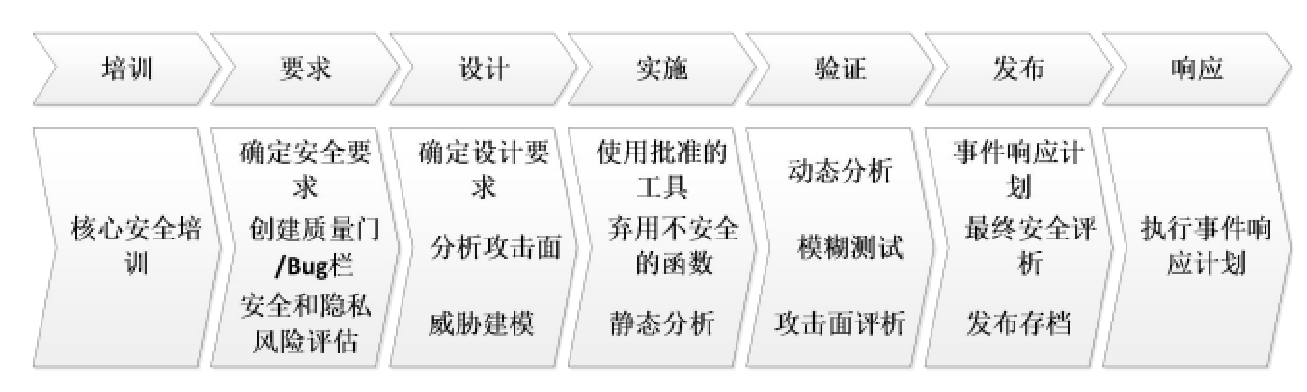 培训
要求
设计
实施
验证
发布
响应
核心安全培
训
确定安全要
求
创建质量门
/Bug栏
安全和隐私
风险评估
确定设计要
求
分析攻击面
威胁建模
使用批准的
工具
弃用不安全
的函数
静态分析
动态分析
模糊测试
攻击面评析
事件响应计
划
最终安全评
析
发布存档
执行事件响
应计划